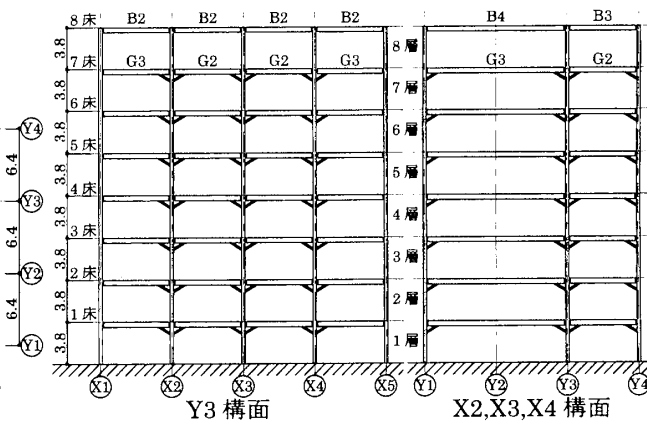 8床 B2 B2 B2 B2 B4 B3
3.8 8層
7床 G3 G2 G2 G3 G3 G2
3.8 7層
6床
Y4 3.8 6層
5床
6.4 3.8 5層
4床
Y3 3.8 4層
3床
6.4 3.8 3層
2床
Y2 3.8 2層
1床
6.4 3.8 1層
Y1
X1 X2 X3 X4 X5 Y1 Y2 Y3 Y4
Y3 構面 X2,X3,X4 構面